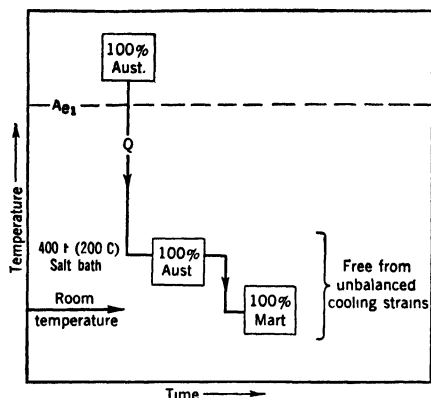 100%
Aust.
Ae1
Q
Temperature
400 t (200 C)
Salt bath
100%
Aust
Free from
unbalanced
cooling strains
Room
temperature
100%
Mart
Time